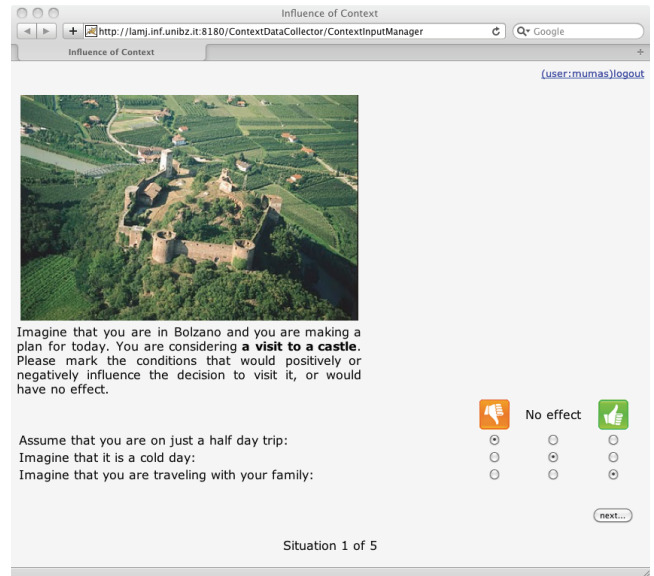 Influence of Context
http://lamj.inf.unibz.it:8180/ContextDataCollector/ContextInputManager
Google
Influence of Context
(user:mumas)logout
Imagine that you are in Bolzano and you are making a
plan for today. You are considering a visit to a castle.
Please mark the conditions that would positively or
negatively influence the decision to visit it, or would
have no effect.
No effect
Assume that you are on just a half day trip:
Imagine that it is a cold day:
Imagine that you are traveling with your family:
next...
Situation 1 of 5